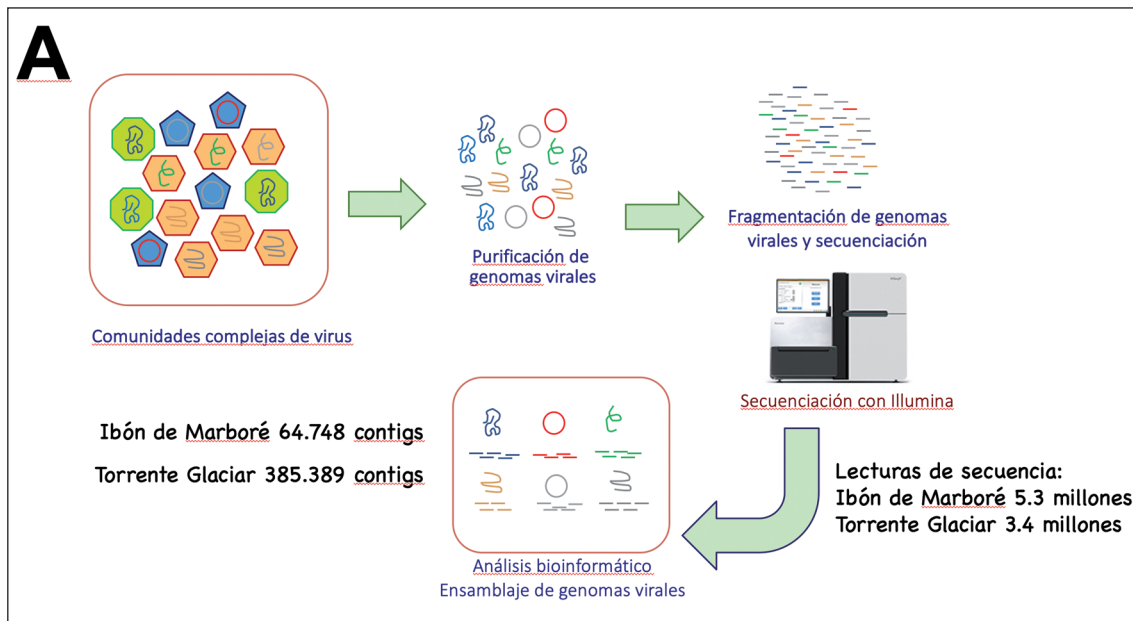 A
Comunidades complejas de virus
Purificación de
genomas virales
Fragmentación de genomas
virales y secuenciación
Secuenciación con Illumina
Lecturas de secuencia:
Ibón de Marboré 5.3 millones
Torrente Glaciar 3.4 millones
Análisis bioinformático
Ensamblaje de genomas virales
Ibón de Marboré 64.748 contigs
Torrente Glaciar 385.389 contigs